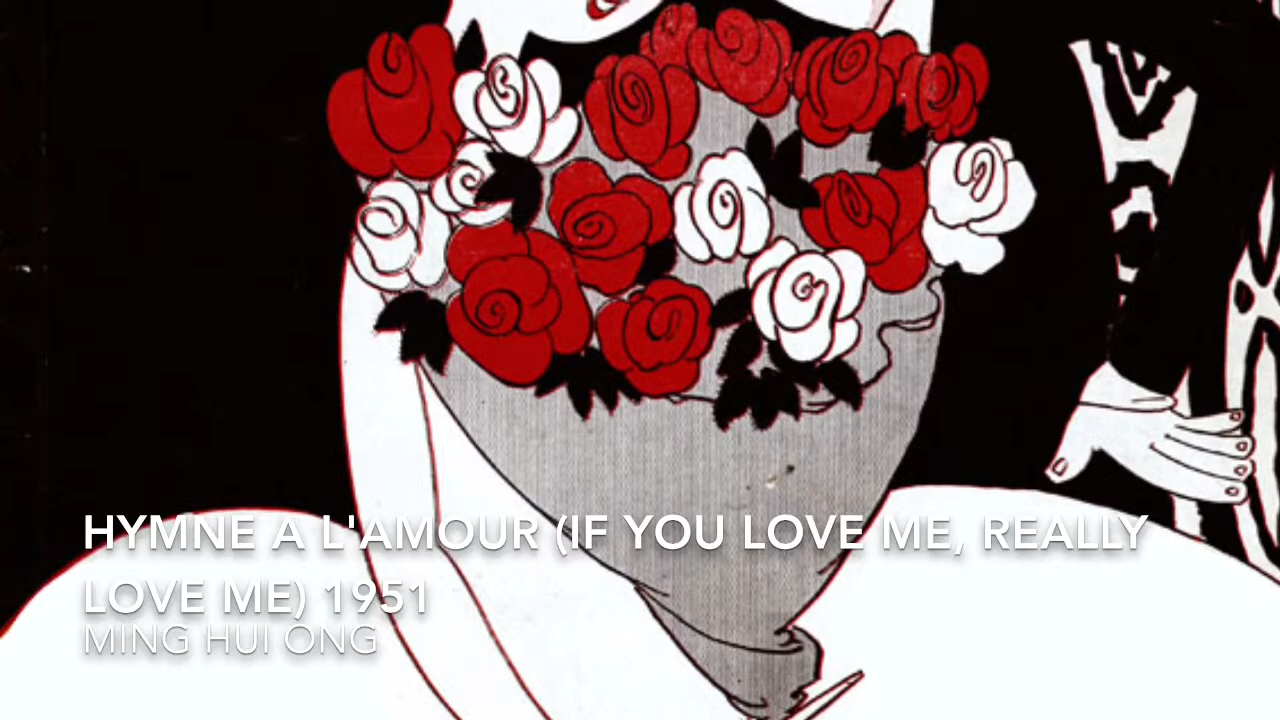 HYMNE A L'AMOUR (IF YOU LOVE ME, REALLY
LOVE ME) 1951
MING HUI ONG